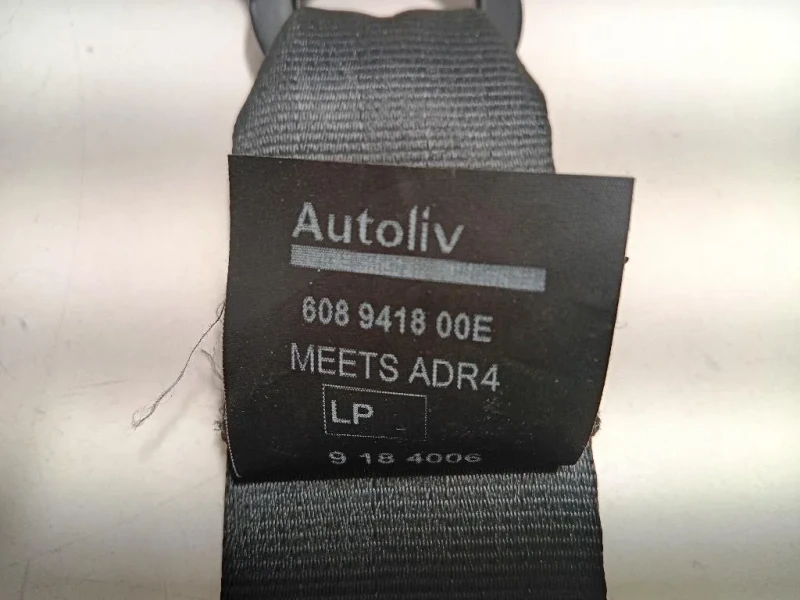 Autoliv
608 9418 00E
MEETS ADR4
LP
9 18 4006